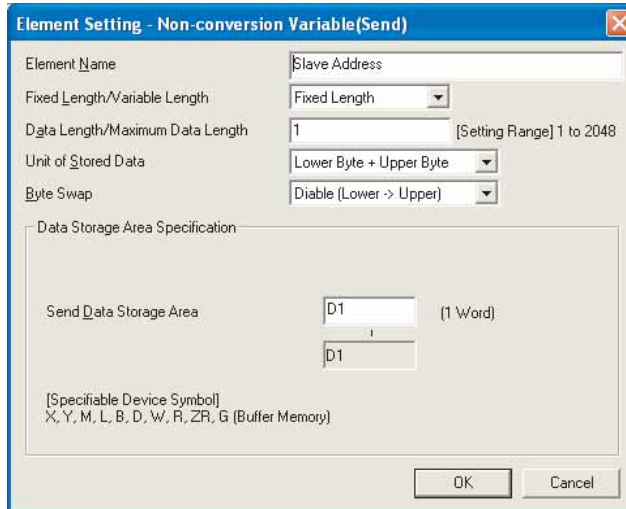 Element Setting - Non-conversion Variable(Send)
Element Name Slave Address
Fixed Length/Variable Length Fixed Length
Data Length/Maximum Data Length 1 [Setting Range] 1 to 2048
Unit of Stored Data Lower Byte + Upper Byte
Byte Swap Diable (Lower -> Upper)
Data Storage Area Specification
Send Data Storage Area D1 (1 Word)
D1
[Specifiable Device Symbol]
X, Y, M, L, B, D, W, R, ZR, G (Buffer Memory)
OK Cancel